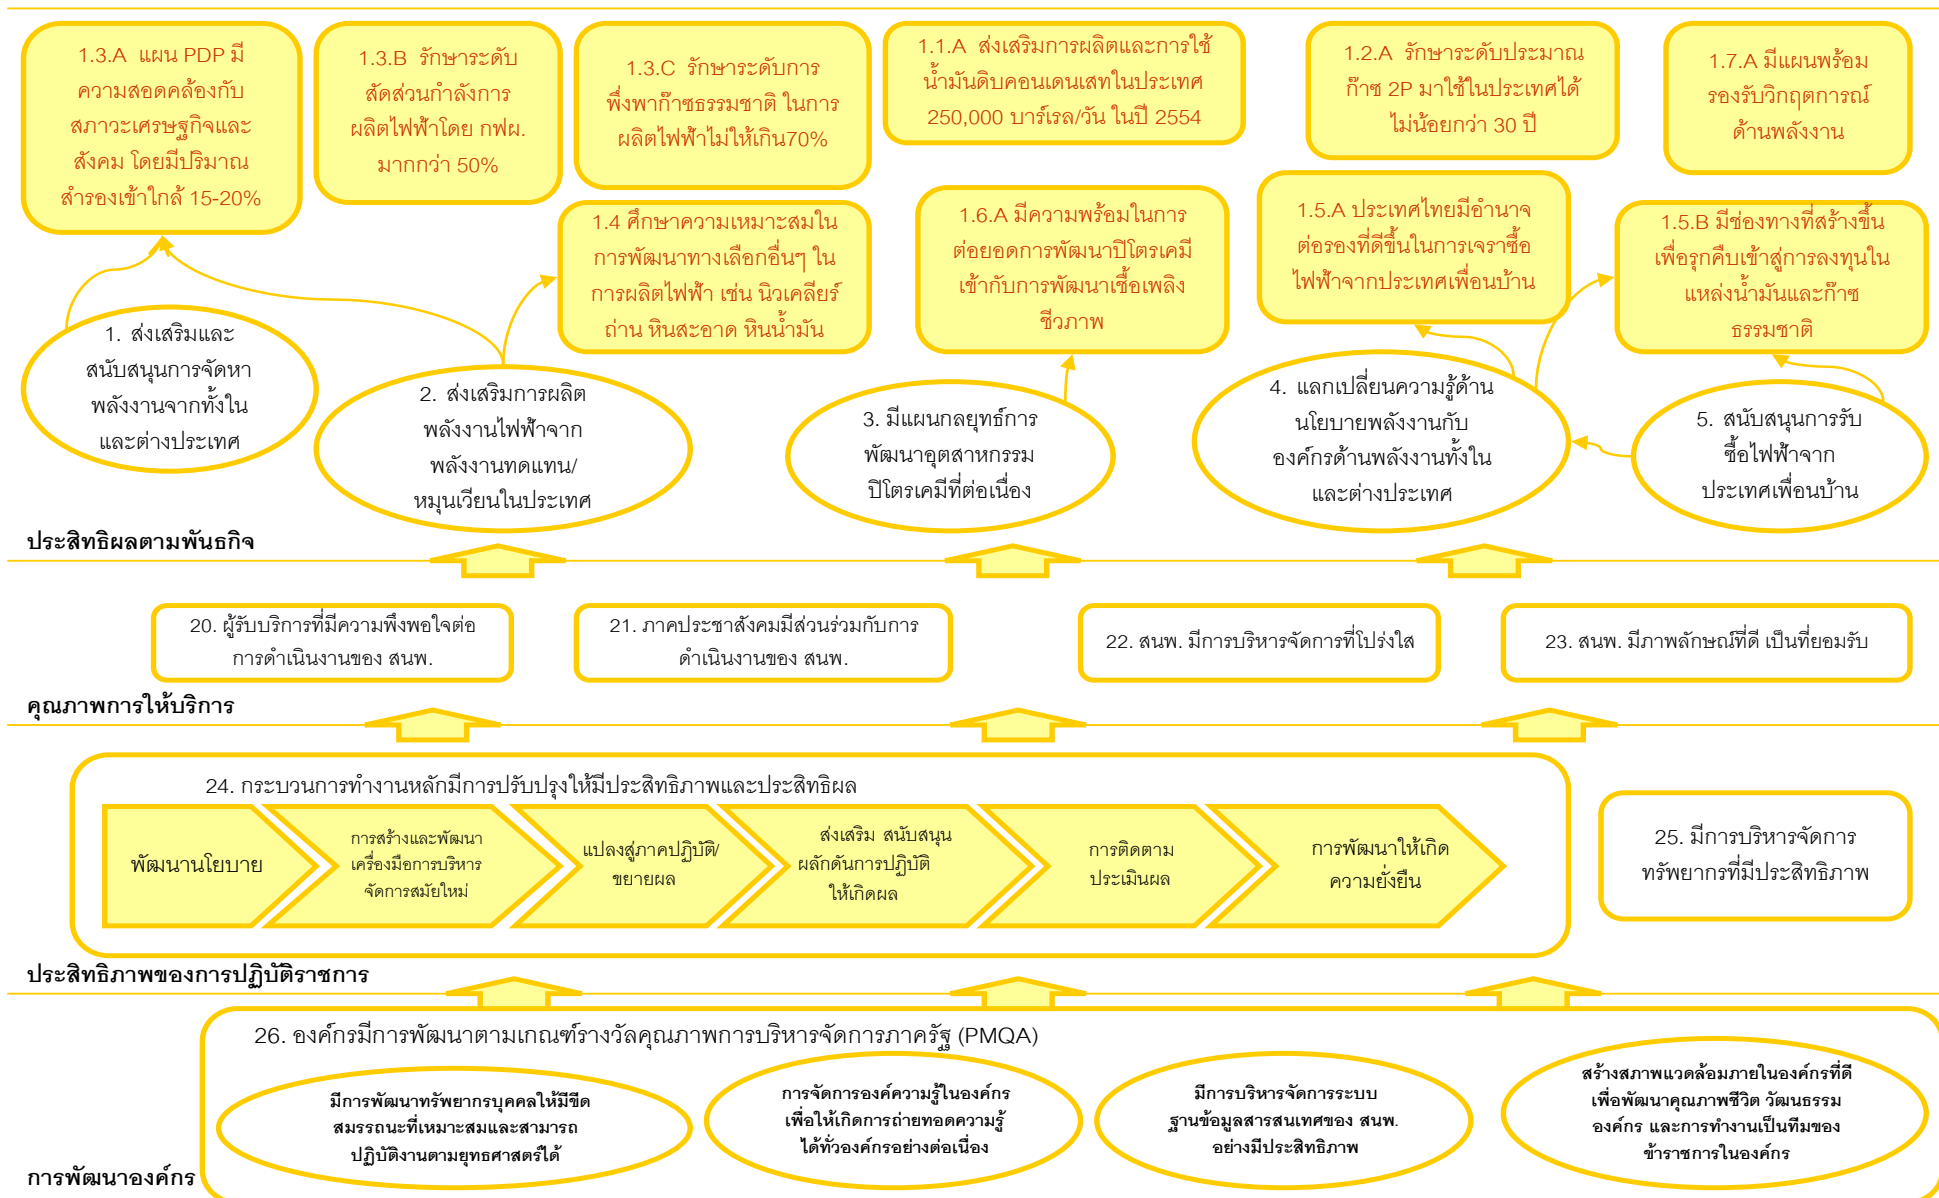 1.3.A แผน PDP มี
ความสอดคล้องกับ
สภาวะเศรษฐกิจและ
สังคม โดยมีปริมาณ
สำรองเข้าใกล้ 15-20%
1.3.B รักษาระดับ
สัดส่วนกำลังการ
ผลิตไฟฟ้าโดย กฟผ.
มากกว่า 50%
1.3.C รักษาระดับการ
พึ่งพาก๊าซธรรมชาติ ในการ
ผลิตไฟฟ้าไม่ให้เกิน70%
1.1.A ส่งเสริมการผลิตและการใช้
น้ำมันดิบคอนเดนเสทในประเทศ
250,000 บาร์เรล/วัน ในปี 2554
1.2.A รักษาระดับประมาณ
ก๊าซ 2P มาใช้ในประเทศได้
ไม่น้อยกว่า 30 ปี
1.7.A มีแผนพร้อม
รองรับวิกฤตการณ์
ด้านพลังงาน
1.4 ศึกษาความเหมาะสมใน
การพัฒนาทางเลือกอื่นๆ ใน
การผลิตไฟฟ้า เช่น นิวเคลียร์
ถ่าน หินสะอาด หินน้ำมัน
1.6.A มีความพร้อมในการ
ต่อยอดการพัฒนาปิโตรเคมี
เข้ากับการพัฒนาเชื้อเพลิง
ชีวภาพ
1.5.A ประเทศไทยมีอำนาจ
ต่อรองที่ดีขึ้นในการเจราซื้อ
ไฟฟ้าจากประเทศเพื่อนบ้าน
1.5.B มีช่องทางที่สร้างขึ้น
เพื่อรุกคืบเข้าสู่การลงทุนใน
แหล่งน้ำมันและก๊าซ
ธรรมชาติ
1. ส่งเสริมและ
สนับสนุนการจัดหา
พลังงานจากทั้งใน
และต่างประเทศ
2. ส่งเสริมการผลิต
พลังงานไฟฟ้าจาก
พลังงานทดแทน/
หมุนเวียนในประเทศ
3. มีแผนกลยุทธ์การ
พัฒนาอุตสาหกรรม
ปิโตรเคมีที่ต่อเนื่อง
4. แลกเปลี่ยนความรู้ด้าน
นโยบายพลังงานกับ
องค์กรด้านพลังงานทั้งใน
และต่างประเทศ
5. สนับสนุนการรับ
ซื้อไฟฟ้าจาก
ประเทศเพื่อนบ้าน
ประสิทธิผลตามพันธกิจ
20. ผู้รับบริการที่มีความพึงพอใจต่อ
การดำเนินงานของ สนพ.
21. ภาคประชาสังคมมีส่วนร่วมกับการ
ดำเนินงานของ สนพ.
22. สนพ. มีการบริหารจัดการที่โปร่งใส
23. สนพ. มีภาพลักษณ์ที่ดี เป็นที่ยอมรับ
คุณภาพการให้บริการ
24. กระบวนการทำงานหลักมีการปรับปรุงให้มีประสิทธิภาพและประสิทธิผล
พัฒนานโยบาย
การสร้างและพัฒนา
เครื่องมือการบริหาร
จัดการสมัยใหม่
แปลงสู่ภาคปฏิบัติ/
ขยายผล
ส่งเสริม สนับสนุน
ผลักดันการปฏิบัติ
ให้เกิดผล
การติดตาม
ประเมินผล
การพัฒนาให้เกิด
ความยั่งยืน
25. มีการบริหารจัดการ
ทรัพยากรที่มีประสิทธิภาพ
ประสิทธิภาพของการปฏิบัติราชการ
26. องค์กรมีการพัฒนาตามเกณฑ์รางวัลคุณภาพการบริหารจัดการภาครัฐ (PMQA)
มีการพัฒนาทรัพยากรบุคคลให้มีขีด
สมรรถนะที่เหมาะสมและสามารถ
ปฏิบัติงานตามยุทธศาสตร์ได้
การจัดการองค์ความรู้ในองค์กร
เพื่อให้เกิดการถ่ายทอดความรู้
ได้ทั่วองค์กรอย่างต่อเนื่อง
มีการบริหารจัดการระบบ
ฐานข้อมูลสารสนเทศของ สนพ.
อย่างมีประสิทธิภาพ
สร้างสภาพแวดล้อมภายในองค์กรที่ดี
เพื่อพัฒนาคุณภาพชีวิต วัฒนธรรม
องค์กร และการทำงานเป็นทีมของ
ข้าราชการในองค์กร
การพัฒนาองค์กร